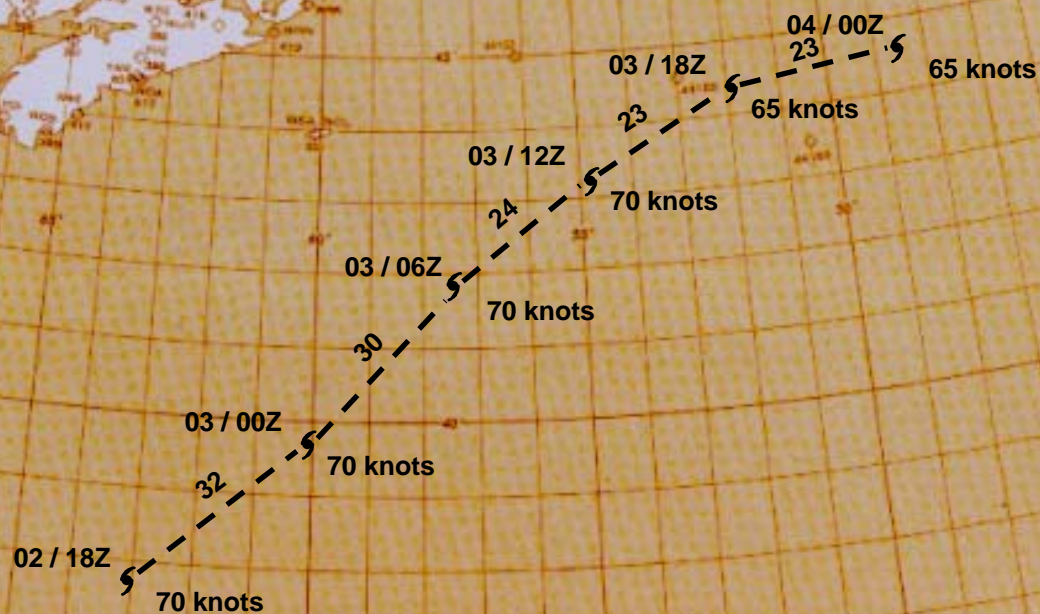 04 / 00Z
23
65 knots
03 / 18Z
65 knots
23
03 / 12Z
70 knots
24
03 / 06Z
70 knots
30
03 / 00Z
70 knots
32
02 / 18Z
70 knots
40